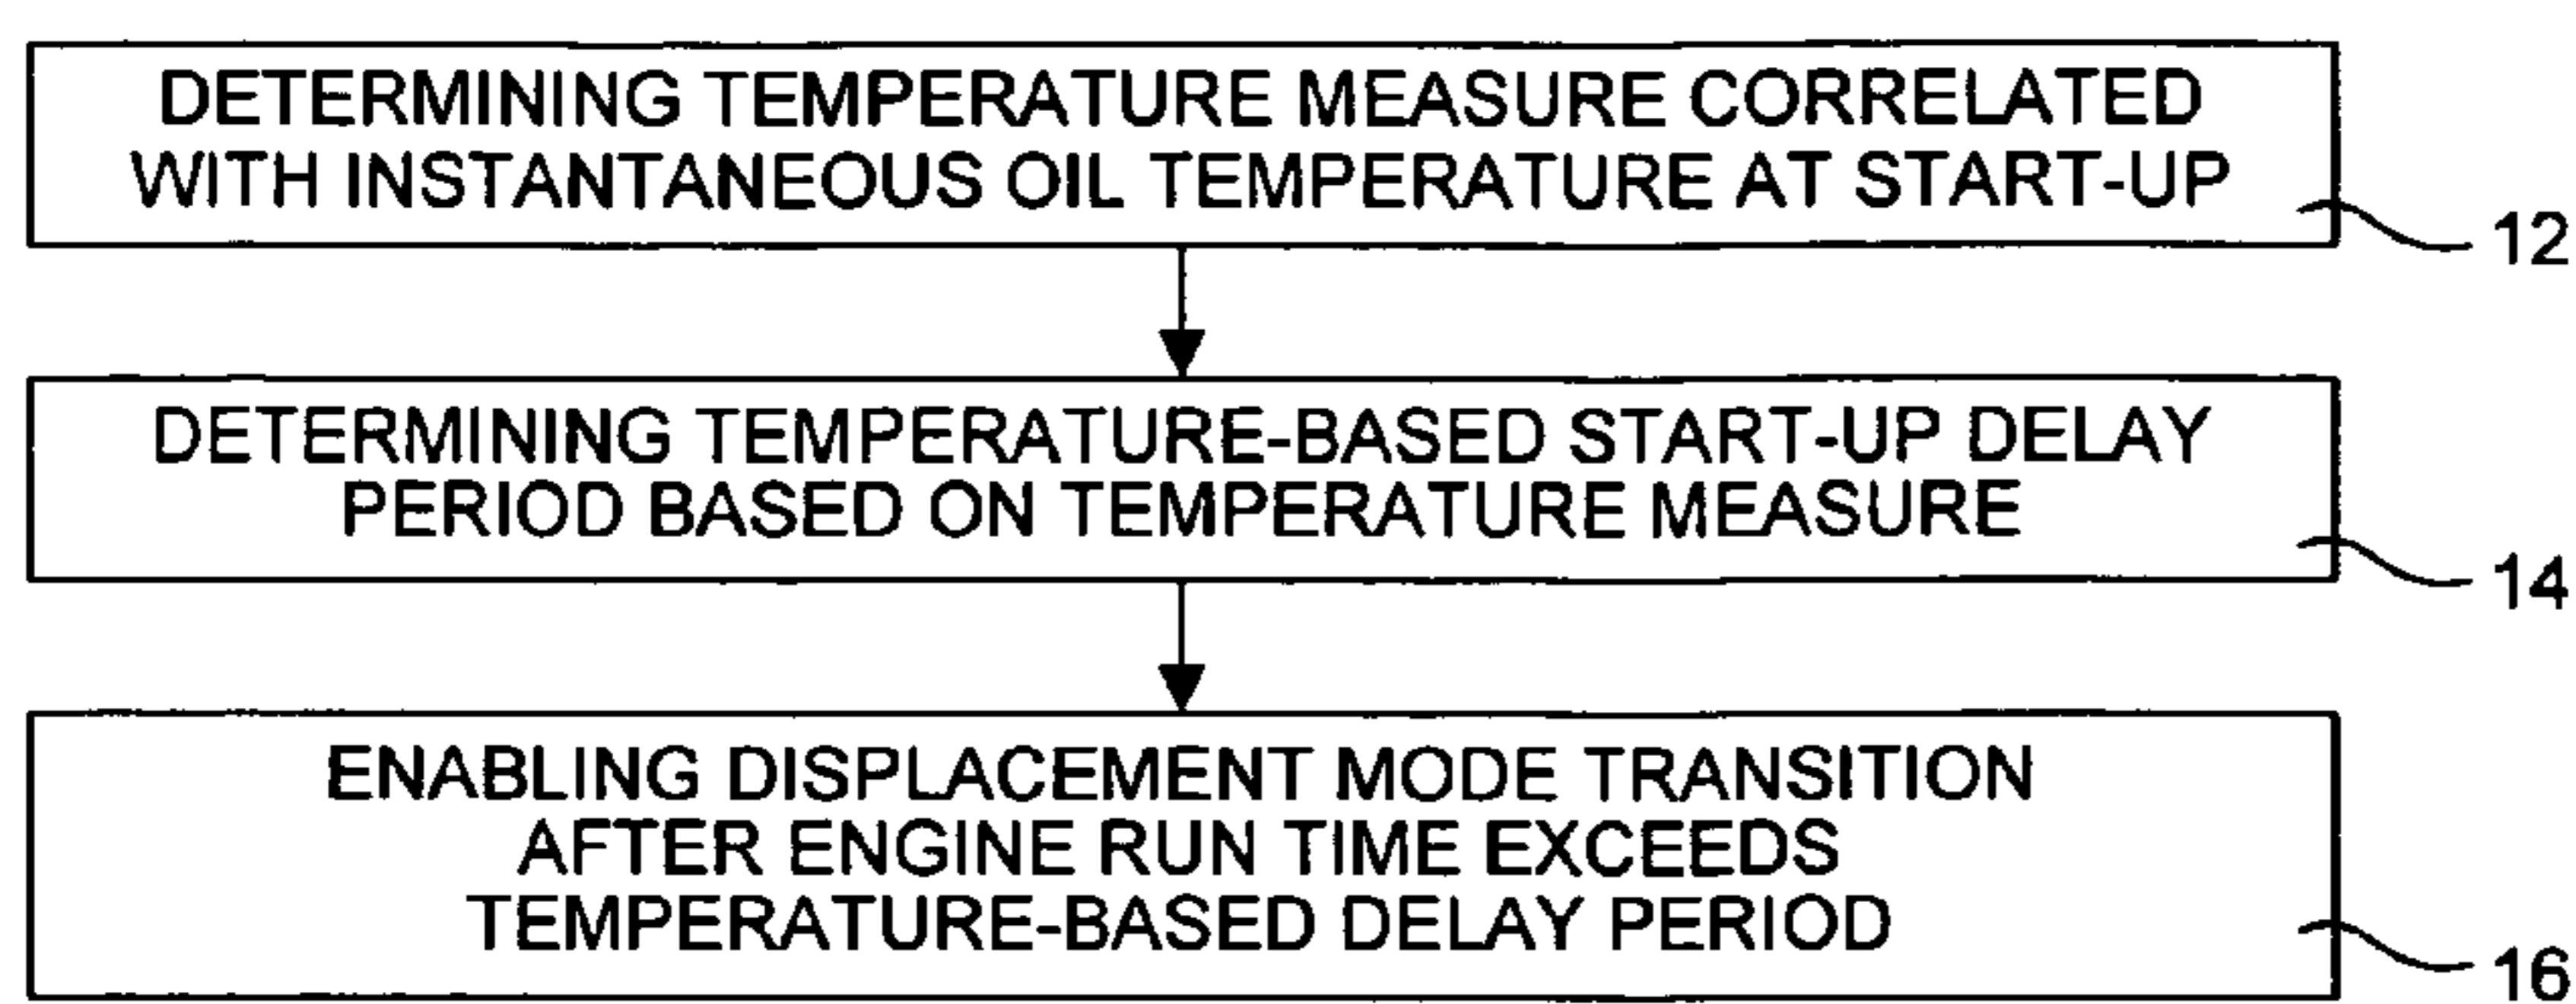 DETERMINING TEMPERATURE MEASURE CORRELATED
WITH INSTANTANEOUS OIL TEMPERATURE AT START-UP
12
DETERMINING TEMPERATURE-BASED START-UP DELAY
PERIOD BASED ON TEMPERATURE MEASURE
14
ENABLING DISPLACEMENT MODE TRANSITION
AFTER ENGINE RUN TIME EXCEEDS
TEMPERATURE-BASED DELAY PERIOD
16